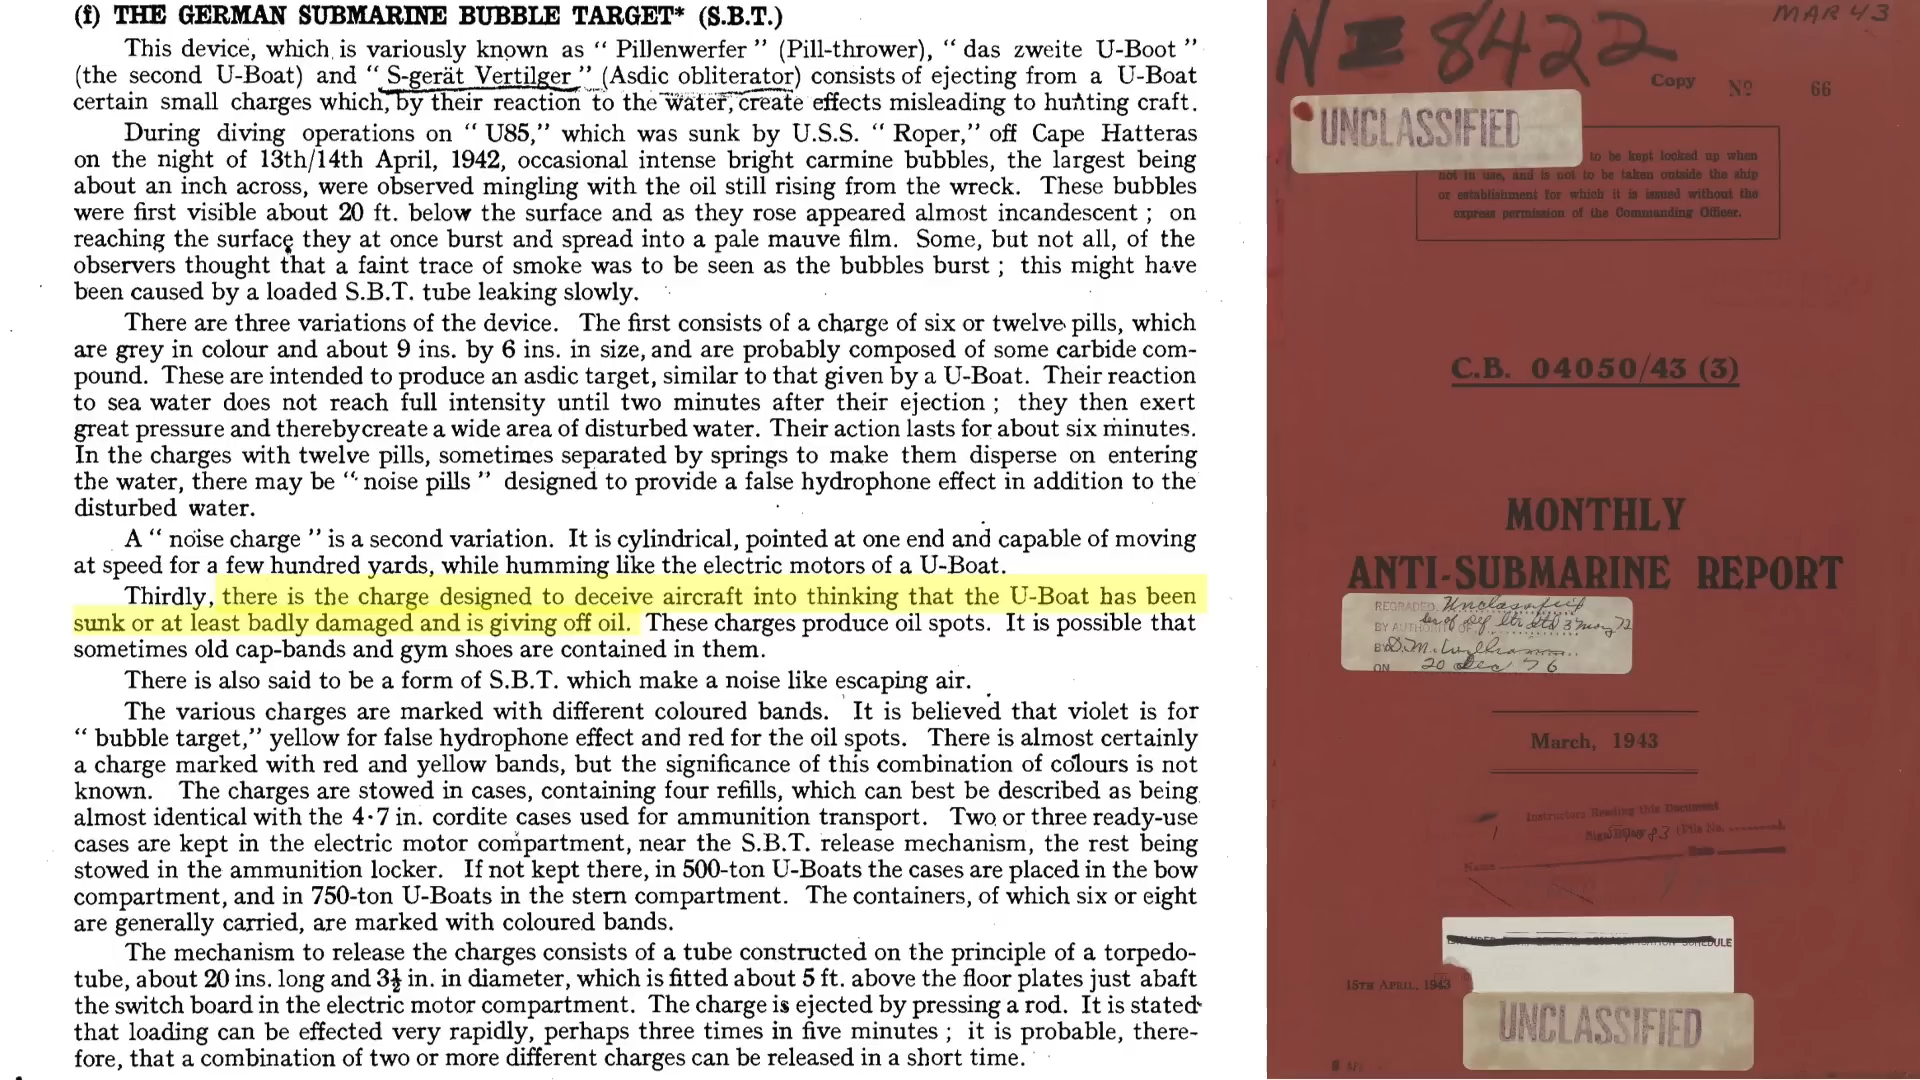 (f) THE GERMAN SUBMARINE BUBBLE TARGET* (S.B.T.)
This device, which is variously known as “ Pillenwerfer ” (Pill-thrower), “ das zweite U-Boot ”
(the second U-Boat) and “ S-gerät Vertilger ” (Asdic obliterator) consists of ejecting from a U-Boat
certain small charges which, by their reaction to the water, create effects misleading to hunting craft.
During diving operations on “ U85,” which was sunk by U.S.S. “ Roper,” off Cape Hatteras
on the night of 13th/14th April, 1942, occasional intense bright carmine bubbles, the largest being
about an inch across, were observed mingling with the oil still rising from the wreck. These bubbles
were first visible about 20 ft. below the surface and as they rose appeared almost incandescent ; on
reaching the surface they at once burst and spread into a pale mauve film. Some, but not all, of the
observers thought that a faint trace of smoke was to be seen as the bubbles burst ; this might have
been caused by a loaded S.B.T. tube leaking slowly.
There are three variations of the device. The first consists of a charge of six or twelve pills, which
are grey in colour and about 9 ins. by 6 ins. in size, and are probably composed of some carbide com-
pound. These are intended to produce an asdic target, similar to that given by a U-Boat. Their reaction
to sea water does not reach full intensity until two minutes after their ejection ; they then exert
great pressure and thereby create a wide area of disturbed water. Their action lasts for about six minutes.
In the charges with twelve pills, sometimes separated by springs to make them disperse on entering
the water, there may be “ noise pills ” designed to provide a false hydrophone effect in addition to the
disturbed water.
A “ noise charge ” is a second variation. It is cylindrical, pointed at one end and capable of moving
at speed for a few hundred yards, while humming like the electric motors of a U-Boat.
Thirdly, there is the charge designed to deceive aircraft into thinking that the U-Boat has been
sunk or at least badly damaged and is giving off oil. These charges produce oil spots. It is possible that
sometimes old cap-bands and gym shoes are contained in them.
There is also said to be a form of S.B.T. which make a noise like escaping air.
The various charges are marked with different coloured bands. It is believed that violet is for
“ bubble target,” yellow for false hydrophone effect and red for the oil spots. There is almost certainly
a charge marked with red and yellow bands, but the significance of this combination of colours is not
known. The charges are stowed in cases, containing four refills, which can best be described as being
almost identical with the 4·7 in. cordite cases used for ammunition transport. Two or three ready-use
cases are kept in the electric motor compartment, near the S.B.T. release mechanism, the rest being
stowed in the ammunition locker. If not kept there, in 500-ton U-Boats the cases are placed in the bow
compartment, and in 750-ton U-Boats in the stern compartment. The containers, of which six or eight
are generally carried, are marked with coloured bands.
The mechanism to release the charges consists of a tube constructed on the principle of a torpedo-
tube, about 20 ins. long and 3½ in. in diameter, which is fitted about 5 ft. above the floor plates just abaft
the switch board in the electric motor compartment. The charge is ejected by pressing a rod. It is stated
that loading can be effected very rapidly, perhaps three times in five minutes ; it is probable, there-
fore, that a combination of two or more different charges can be released in a short time.
8422
MAR 43
Copy Nº 66
UNCLASSIFIED
to be kept locked up when
not in use, and is not to be taken outside the ship
or establishment for which it is issued without the
express permission of the Commanding Officer.
C.B. 04050/43 (3)
MONTHLY
ANTI-SUBMARINE REPORT
REGRADED Unclassified
BY AUTHORITY OF
BY
ON 20 Dec 76
March, 1943
Instructors Reading this Document
(File No.
Name
Date
SCHEDULE
15TH APRIL, 1943
UNCLASSIFIED